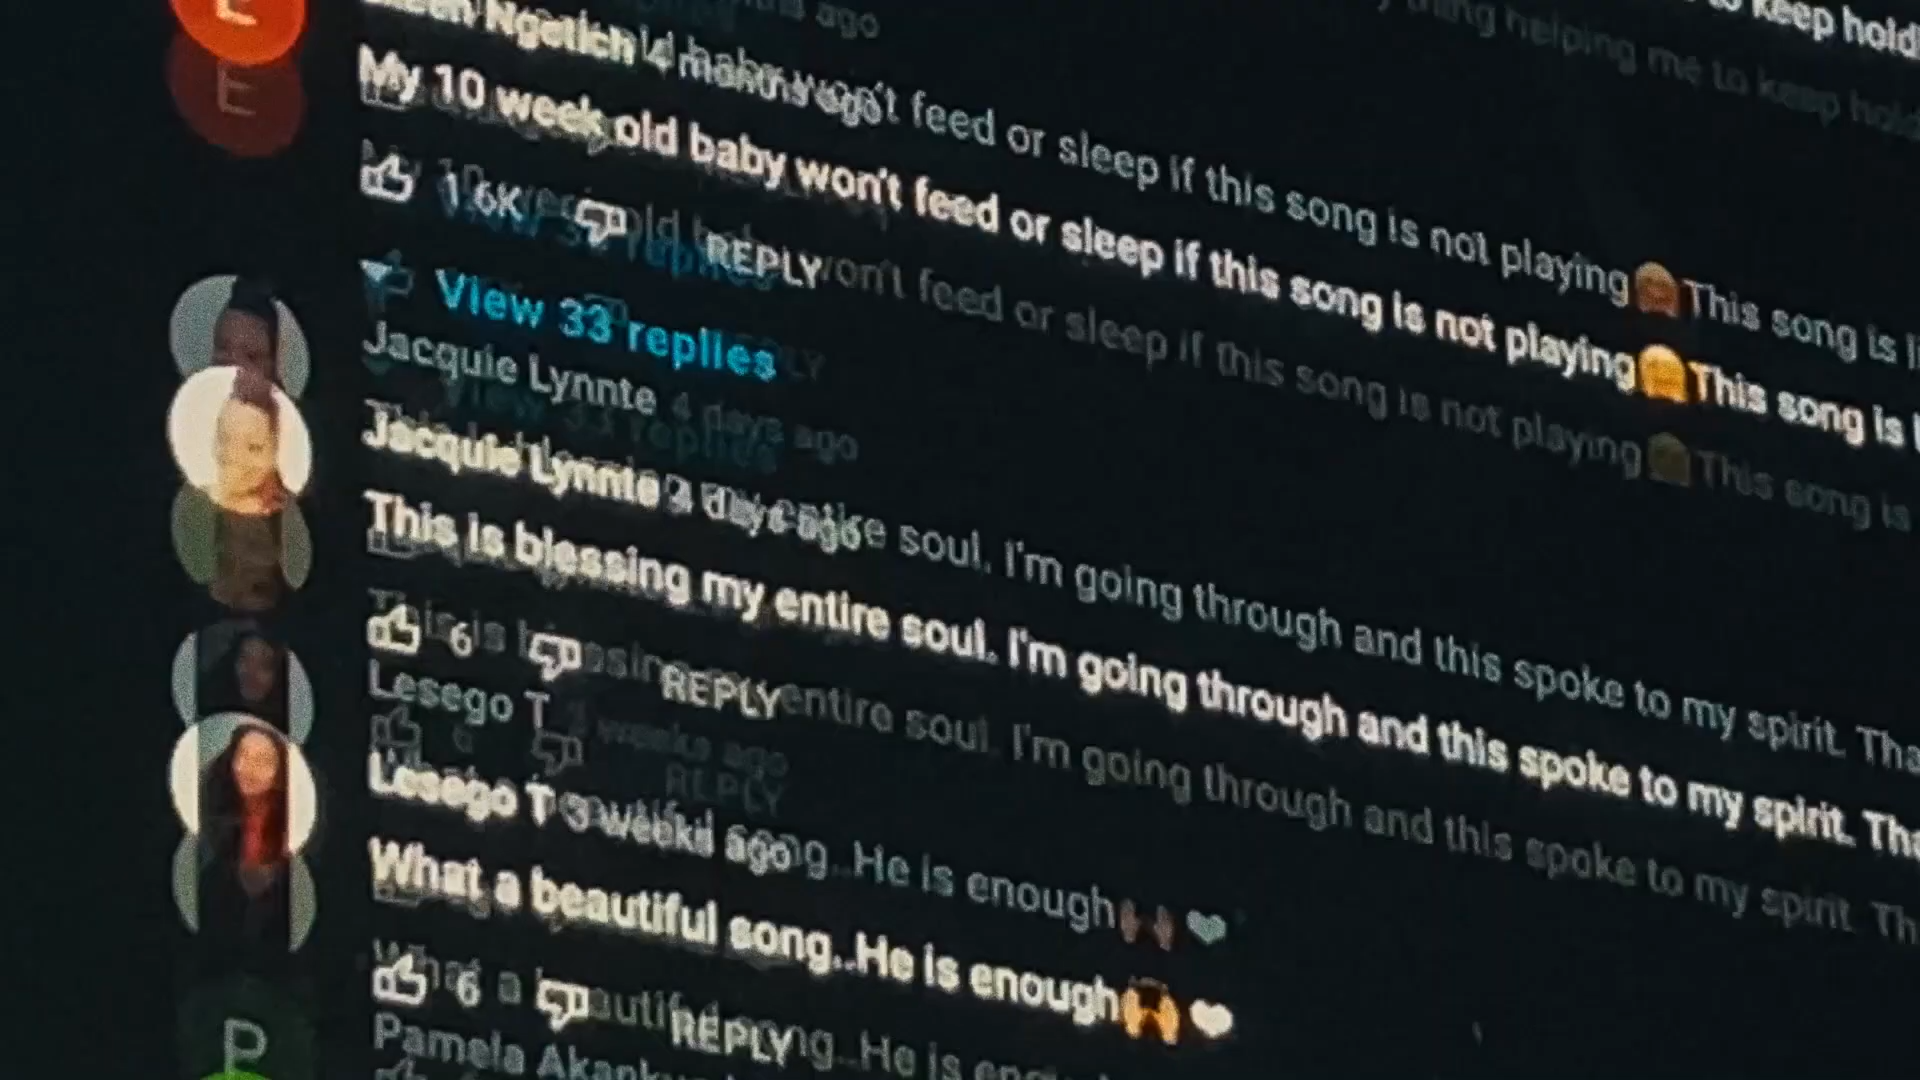 keep hold
E
Ngetich 4 months ago
My 10 week old baby won't feed or sleep if this song is not playing🤗This song is
1.6K REPLY
View 33 replies
Jacquie Lynnte days ago
This is blessing my entire soul. I'm going through and this spoke to my spirit. Tha
6 REPLY
Lesego T 3 weeks ago
What a beautiful song..He is enough🙌❤
6 REPLY
P
Pamela